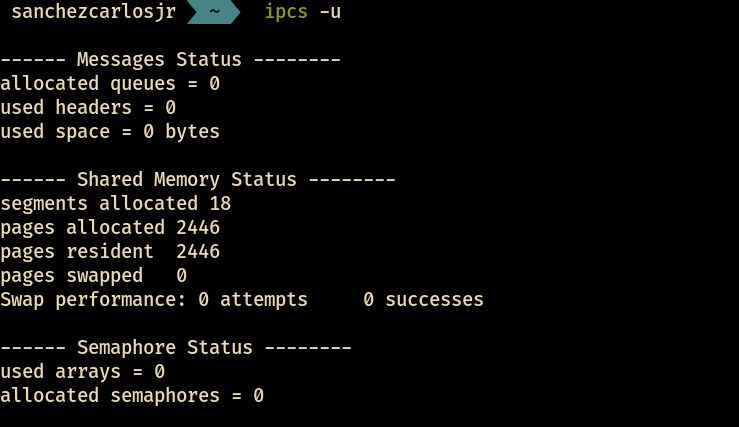 sanchezcarlosjr ~ ipcs -u
------ Messages Status --------
allocated queues = 0
used headers = 0
used space = 0 bytes
------ Shared Memory Status --------
segments allocated 18
pages allocated 2446
pages resident  2446
pages swapped   0
Swap performance: 0 attempts     0 successes
------ Semaphore Status --------
used arrays = 0
allocated semaphores = 0